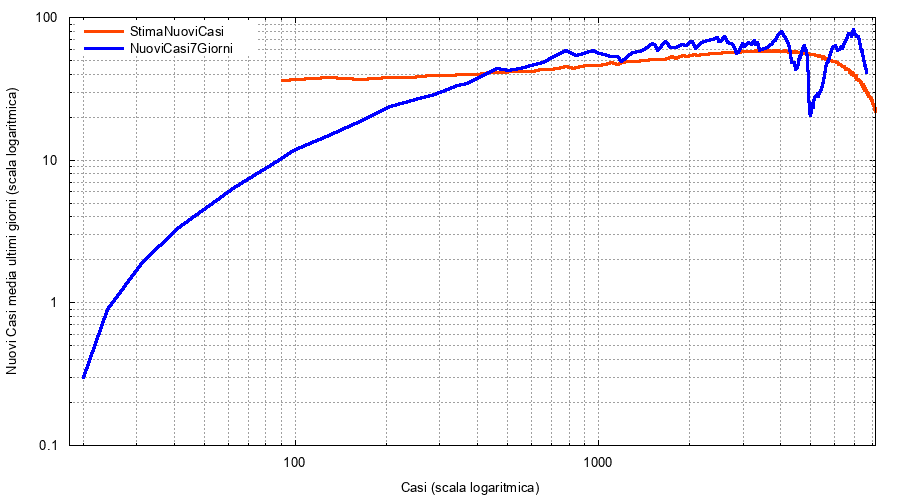 StimaNuoviCasi
NuoviCasi7Giorni
100
10
1
0.1
Nuovi Casi media ultimi giorni (scala logaritmica)
100
1000
Casi (scala logaritmica)